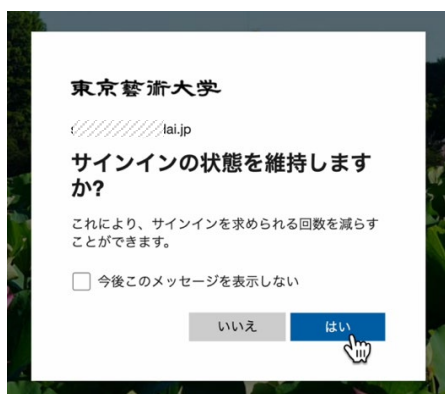 東京藝術大学
lai.jp
サインインの状態を維持します
か?
これにより、サインインを求められる回数を減らす
ことができます。
今後このメッセージを表示しない
いいえ
はい